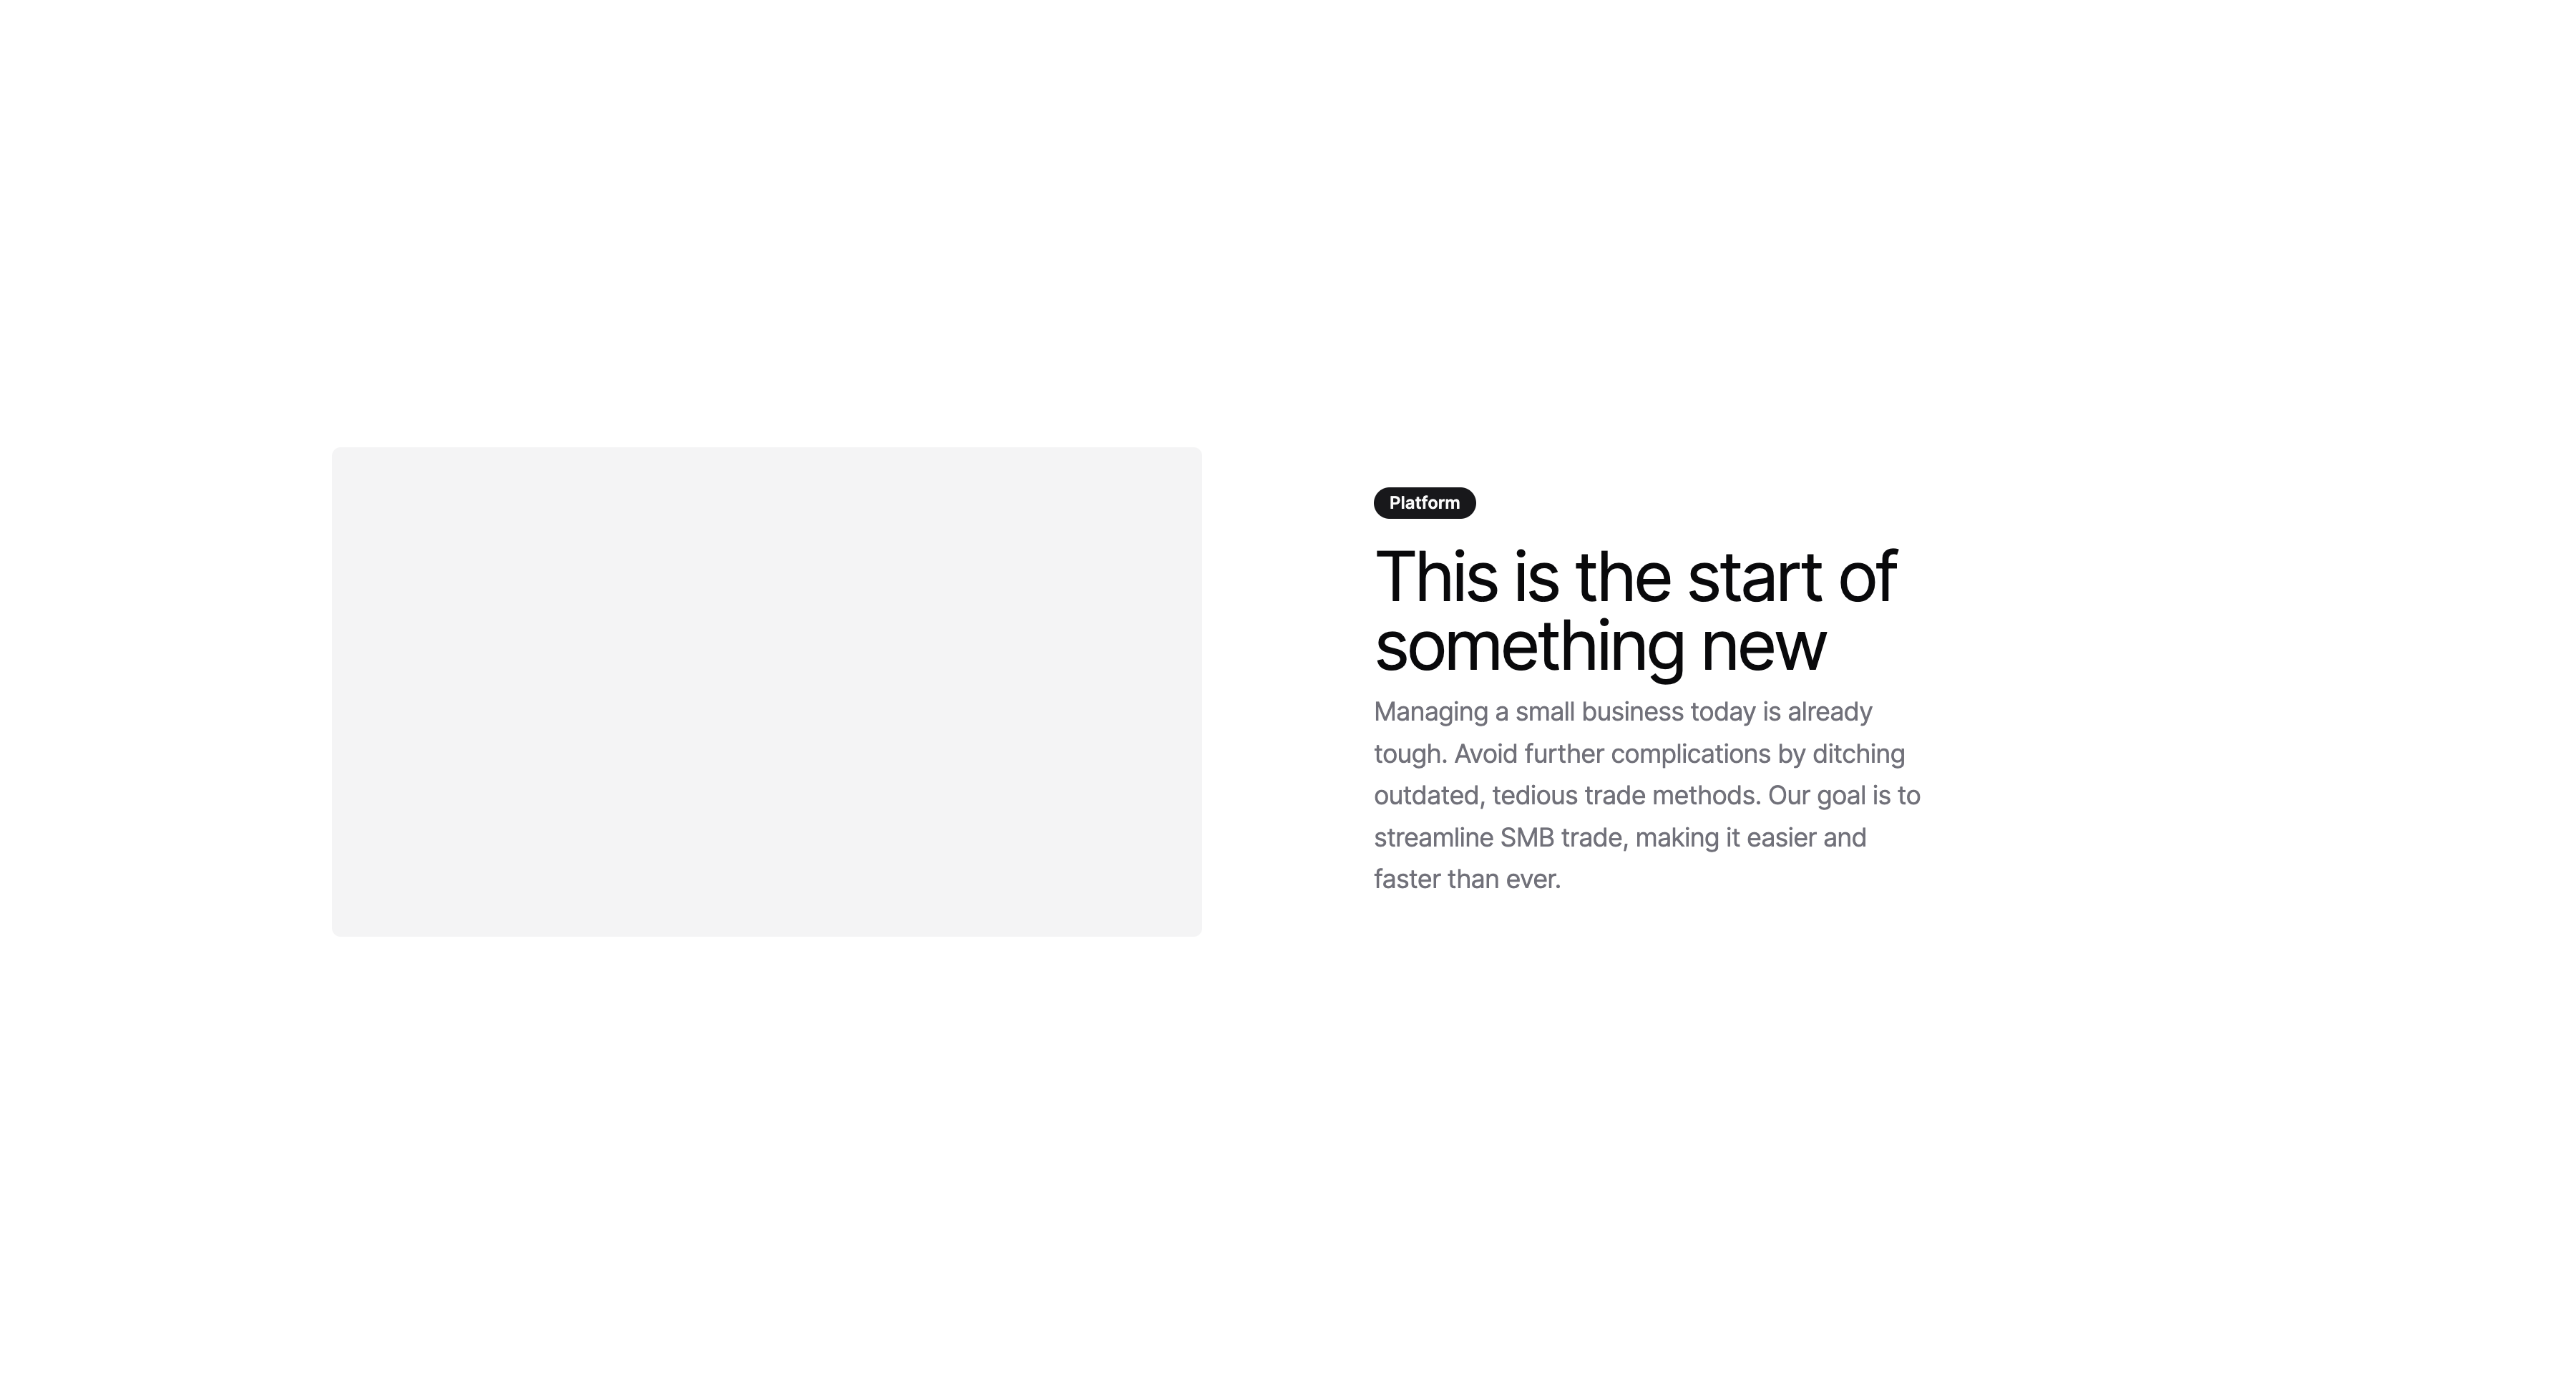 Platform
This is the start of
something new
Managing a small business today is already
tough. Avoid further complications by ditching
outdated, tedious trade methods. Our goal is to
streamline SMB trade, making it easier and
faster than ever.